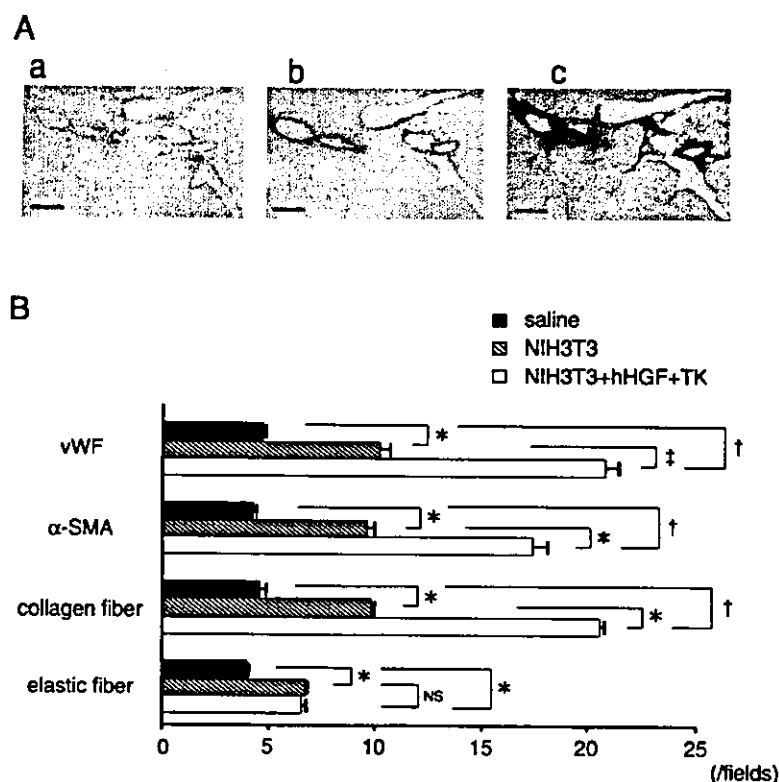 A
a
b
c
B
saline
NIH3T3
NIH3T3+hHGF+TK
vWF
* ‡ †
α-SMA
* * †
collagen fiber
* * †
elastic fiber
* NS *
0 5 10 15 20 25
(/fields)